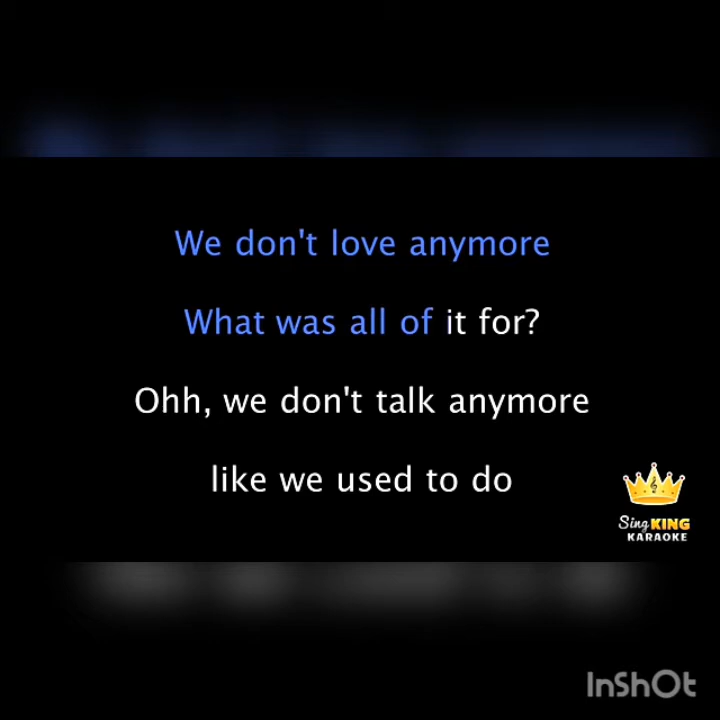 We don't love anymore
What was all of it for?
Ohh, we don't talk anymore
like we used to do
Sing KING
KARAOKE
InShOt